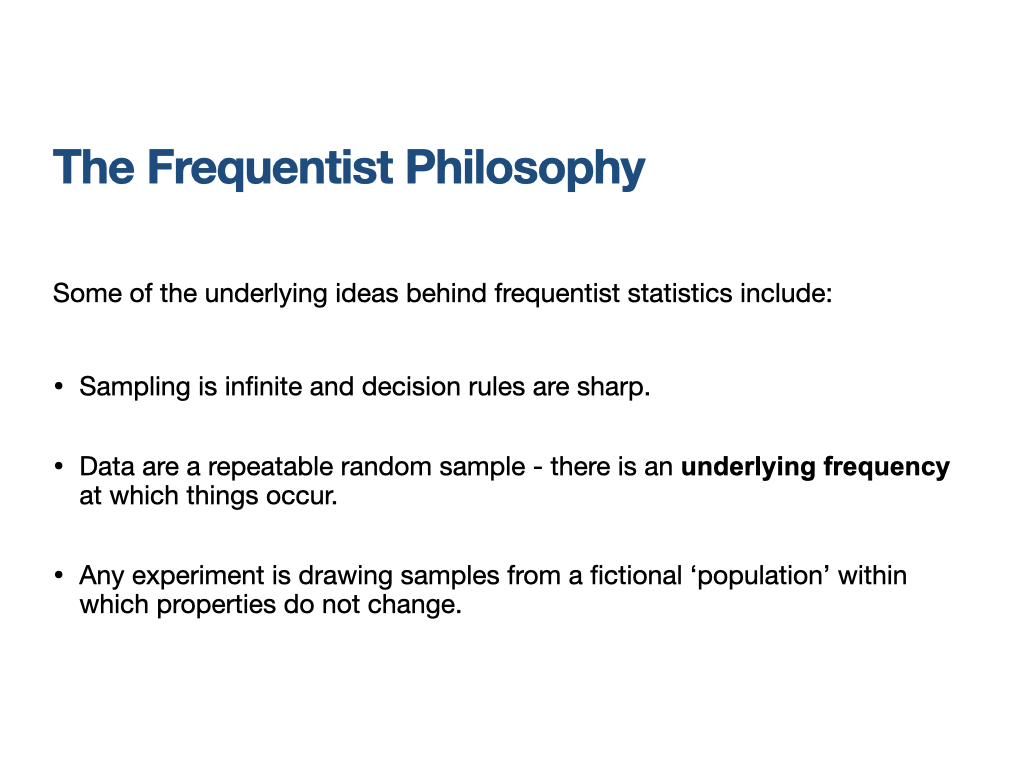 The Frequentist Philosophy
Some of the underlying ideas behind frequentist statistics include:
• Sampling is infinite and decision rules are sharp.
• Data are a repeatable random sample - there is an underlying frequency
at which things occur.
• Any experiment is drawing samples from a fictional ‘population’ within
which properties do not change.